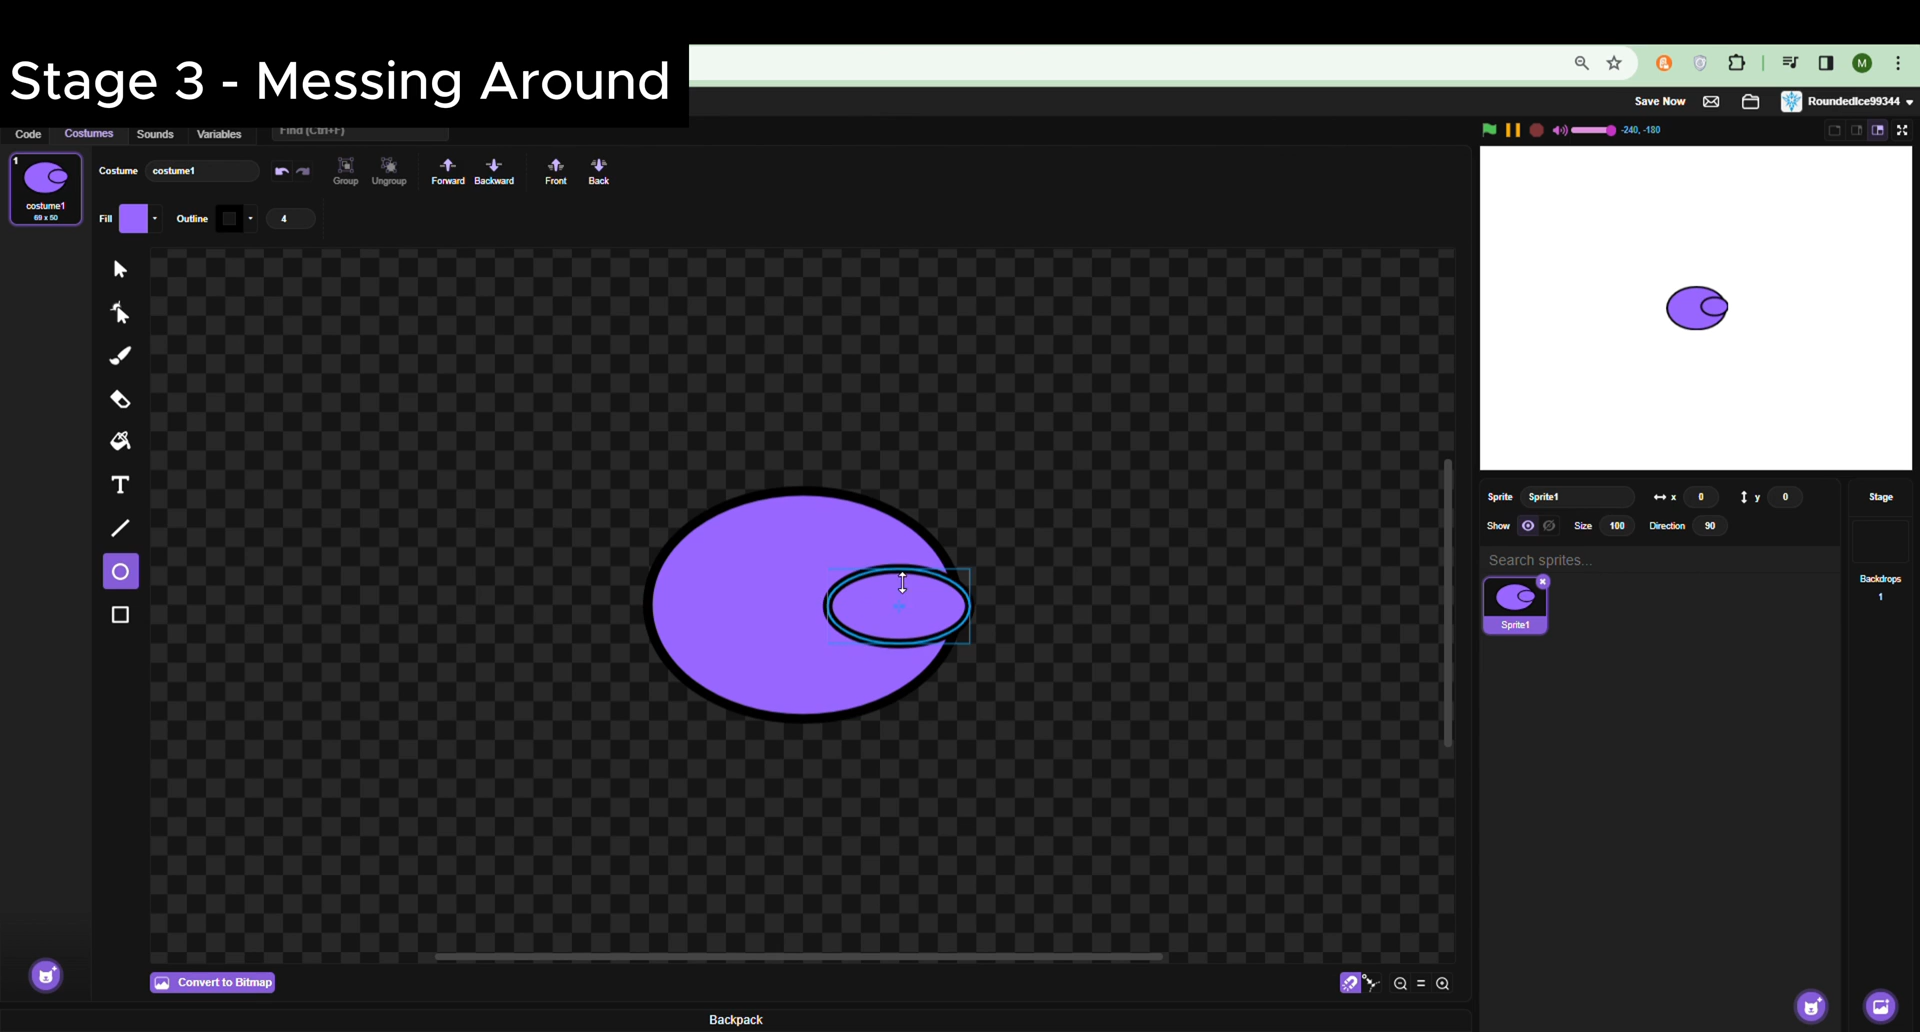 Stage 3 - Messing Around
M
Save Now
RoundedIce99344
Code
Costumes
Sounds
Variables
Find (Ctrl+F)
-240, -180
1
costume1
69 x 50
Costume
costume1
Group
Ungroup
Forward
Backward
Front
Back
Fill
Outline
4
T
Sprite
Sprite1
x
0
y
0
Stage
Show
Size
100
Direction
90
Search sprites...
Backdrops
1
Sprite1
Convert to Bitmap
Backpack